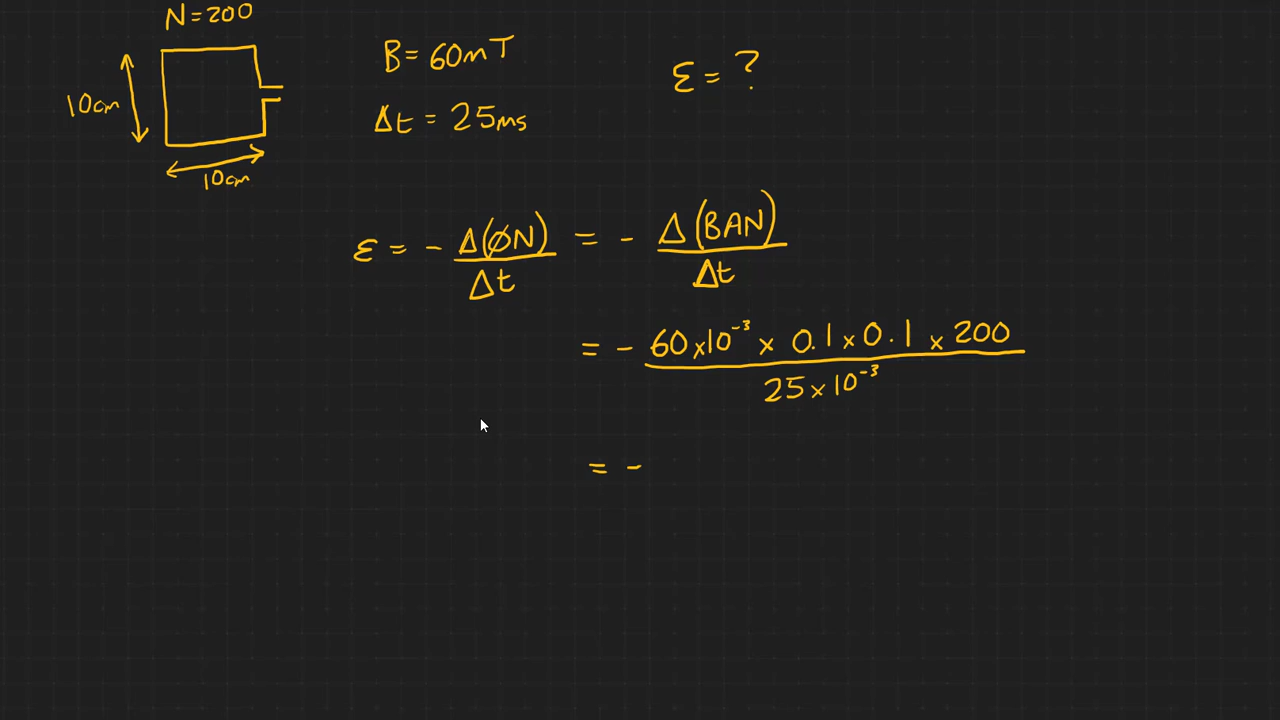 N = 200
10cm
10cm
B = 60mT
Δt = 25ms
Ɛ = ?
ε = - Δ(ØN)/Δt = - Δ(BAN)/Δt
= - 60×10⁻³ × 0.1 × 0.1 × 200 / 25×10⁻³
= -